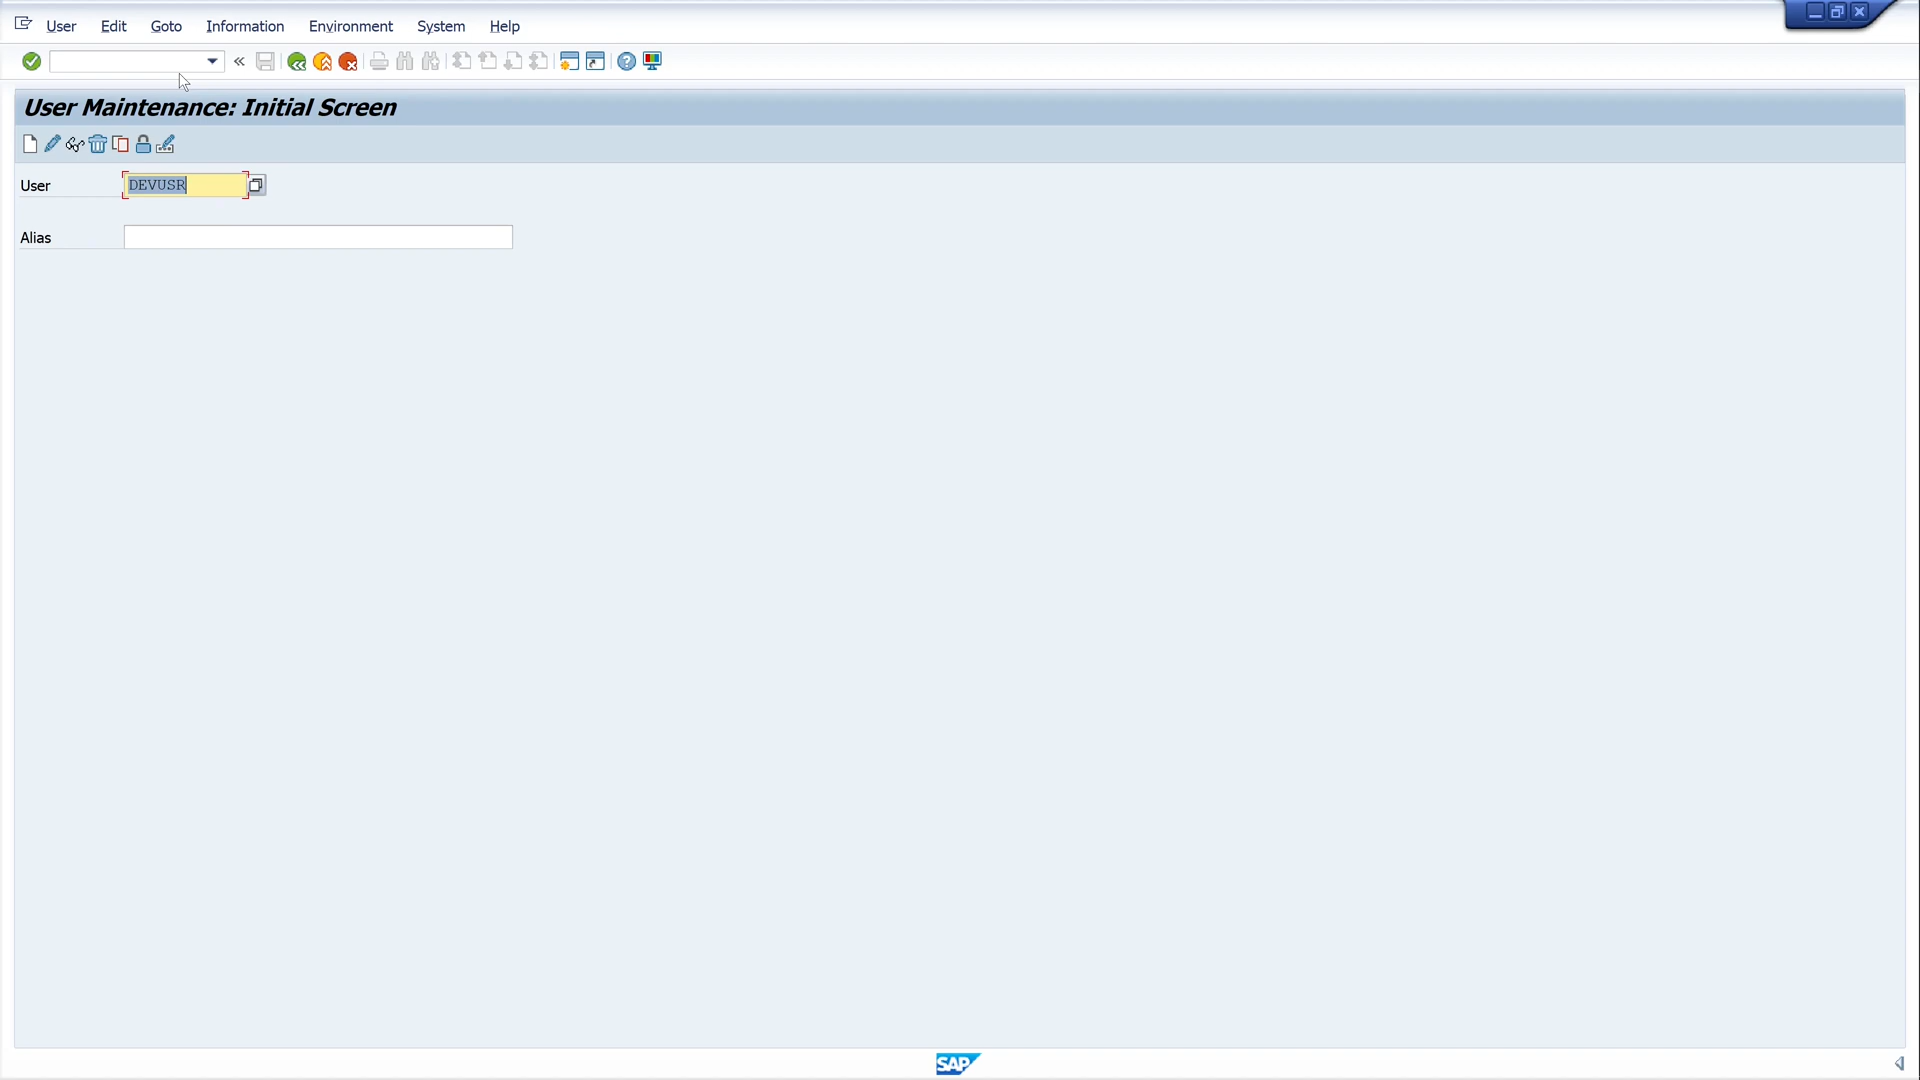 User Edit Goto Information Environment System Help
User Maintenance: Initial Screen
User DEVUSR
Alias
SAP